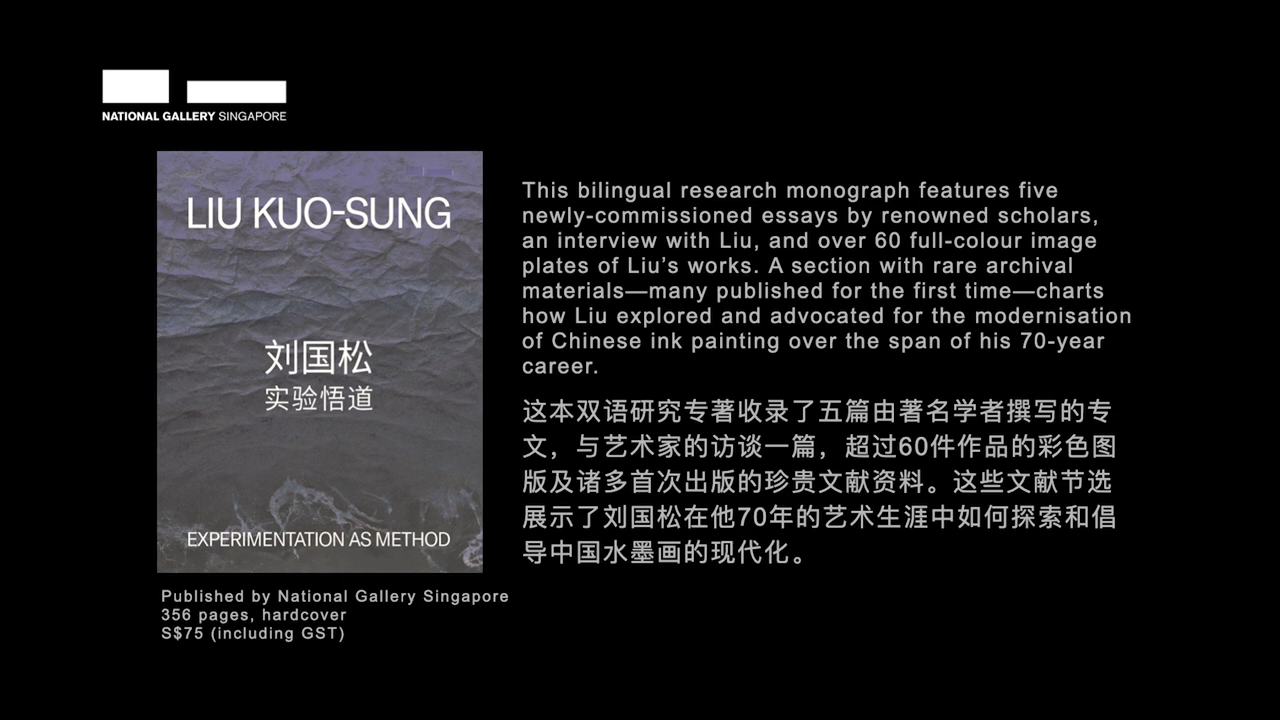 NATIONAL GALLERY SINGAPORE
LIU KUO-SUNG
刘国松
实验悟道
EXPERIMENTATION AS METHOD
Published by National Gallery Singapore
356 pages, hardcover
S$75 (including GST)
This bilingual research monograph features five
newly-commissioned essays by renowned scholars,
an interview with Liu, and over 60 full-colour image
plates of Liu’s works. A section with rare archival
materials—many published for the first time—charts
how Liu explored and advocated for the modernisation
of Chinese ink painting over the span of his 70-year
career.
这本双语研究专著收录了五篇由著名学者撰写的专
文，与艺术家的访谈一篇，超过60件作品的彩色图
版及诸多首次出版的珍贵文献资料。这些文献节选
展示了刘国松在他70年的艺术生涯中如何探索和倡
导中国水墨画的现代化。